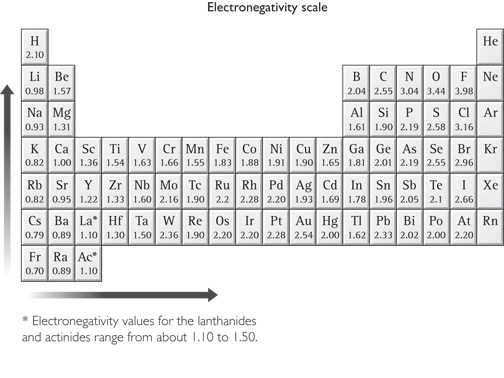 Electronegativity scale
H He
2.10
Li Be B C N O F Ne
0.98 1.57 2.04 2.55 3.04 3.44 3.98
Na Mg Al Si P S Cl Ar
0.93 1.31 1.61 1.90 2.19 2.58 3.16
K Ca Sc Ti V Cr Mn Fe Co Ni Cu Zn Ga Ge As Se Br Kr
0.82 1.00 1.36 1.54 1.63 1.66 1.55 1.83 1.88 1.91 1.90 1.65 1.81 2.01 2.19 2.55 2.96
Rb Sr Y Zr Nb Mo Tc Ru Rh Pd Ag Cd In Sn Sb Te I Xe
0.82 0.95 1.22 1.33 1.60 2.16 1.90 2.2 2.28 2.20 1.93 1.69 1.78 1.96 2.05 2.1 2.66
Cs Ba La* Hf Ta W Re Os Ir Pt Au Hg Tl Pb Bi Po At Rn
0.79 0.89 1.10 1.30 1.50 2.36 1.90 2.20 2.20 2.28 2.54 2.00 1.62 2.33 2.02 2.00 2.20
Fr Ra Ac*
0.70 0.89 1.10
* Electronegativity values for the lanthanides
and actinides range from about 1.10 to 1.50.